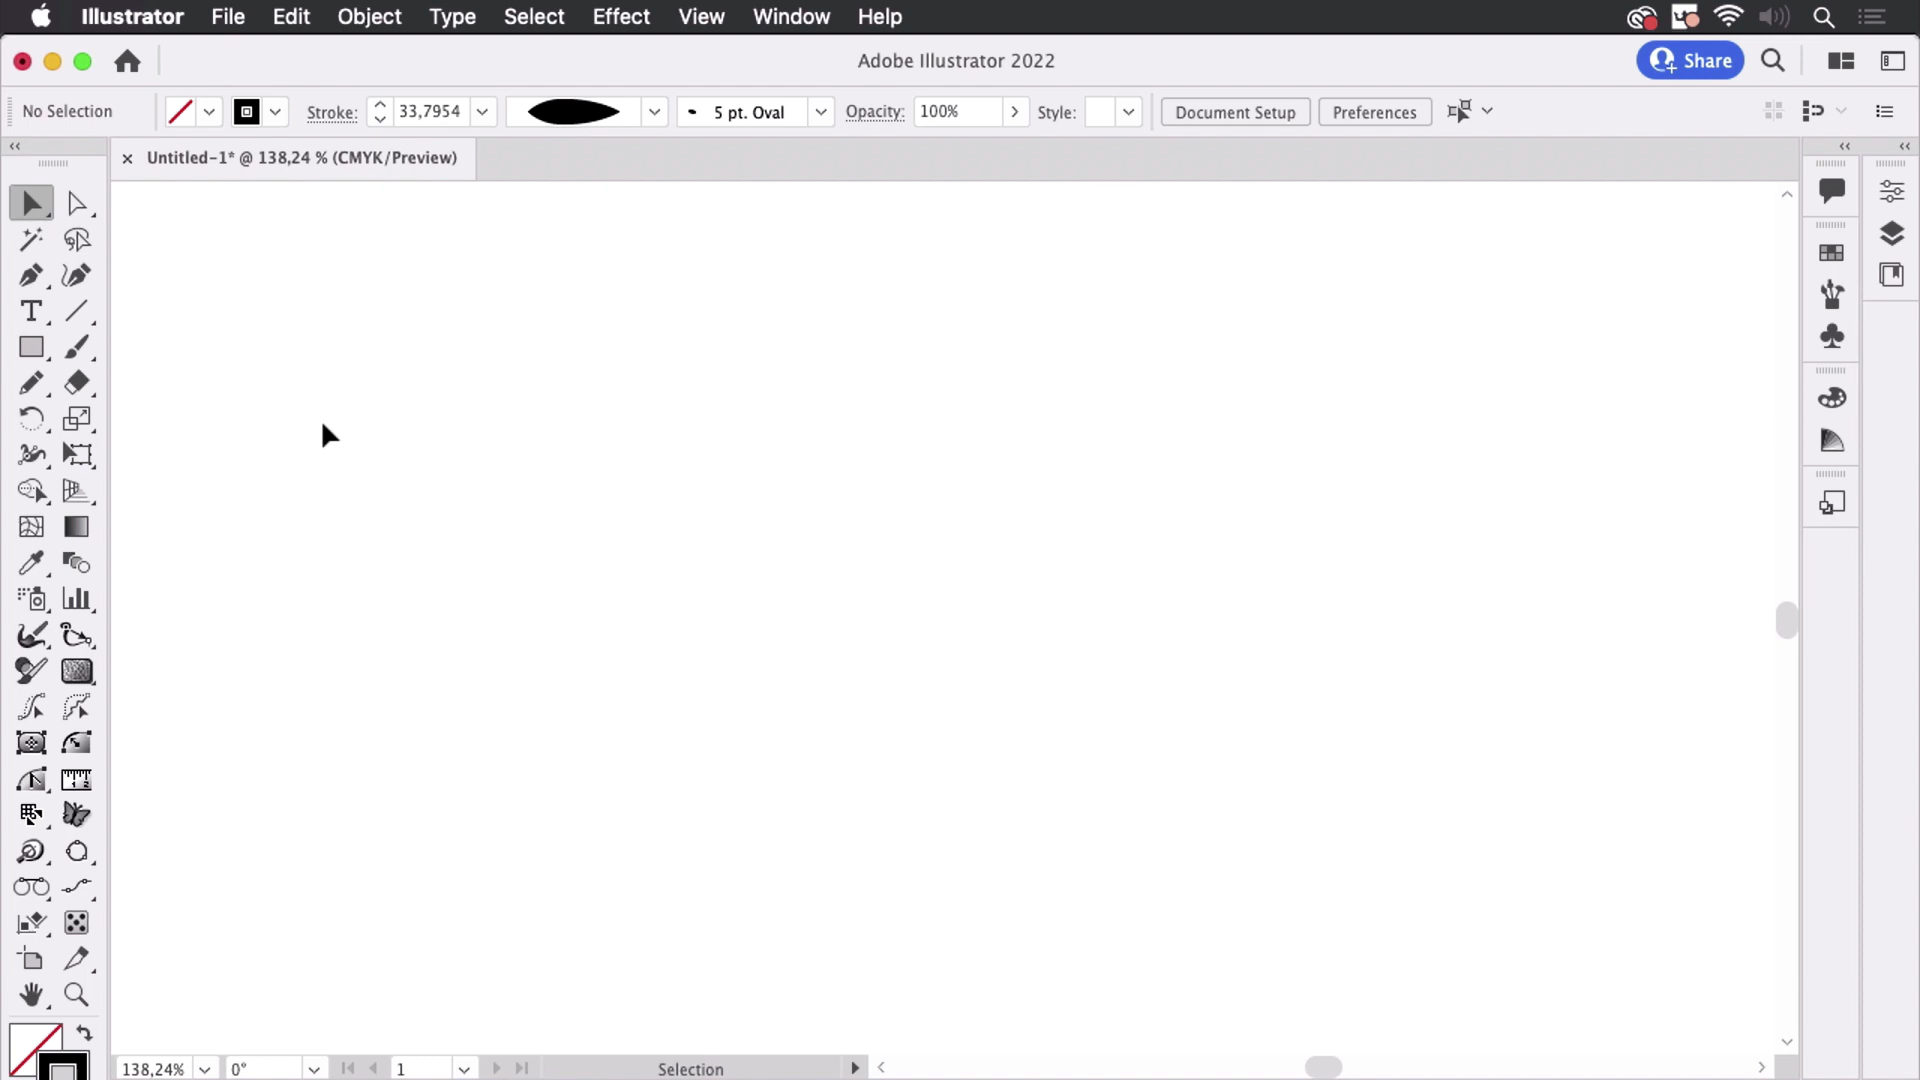 Illustrator File Edit Object Type Select Effect View Window Help
Adobe Illustrator 2022
Share
No Selection Stroke: 33,7954 5 pt. Oval Opacity: 100% Style: Document Setup Preferences
Untitled-1* @ 138,24 % (CMYK/Preview)
138,24% 0° 1 Selection